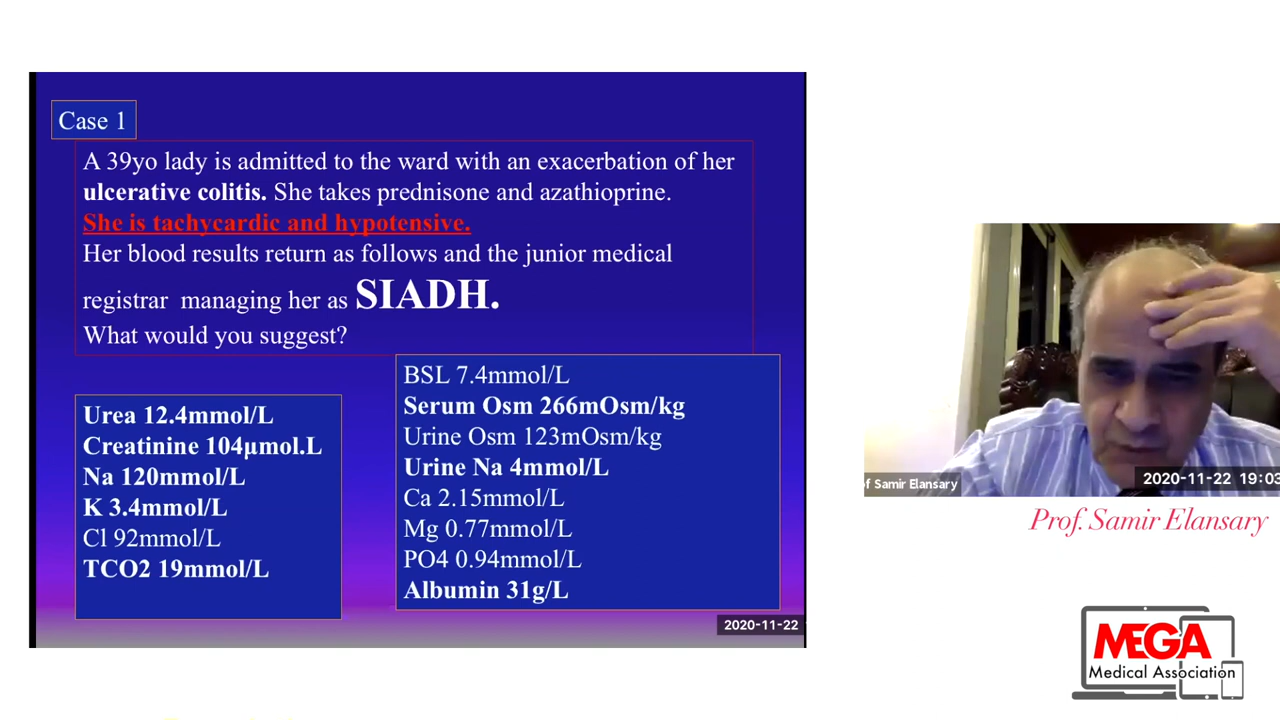 Case 1
A 39yo lady is admitted to the ward with an exacerbation of her
ulcerative colitis. She takes prednisone and azathioprine.
She is tachycardic and hypotensive.
Her blood results return as follows and the junior medical
registrar managing her as SIADH.
What would you suggest?
Urea 12.4mmol/L
Creatinine 104µmol.L
Na 120mmol/L
K 3.4mmol/L
Cl 92mmol/L
TCO2 19mmol/L
BSL 7.4mmol/L
Serum Osm 266mOsm/kg
Urine Osm 123mOsm/kg
Urine Na 4mmol/L
Ca 2.15mmol/L
Mg 0.77mmol/L
PO4 0.94mmol/L
Albumin 31g/L
2020-11-22
f Samir Elansary
2020-11-22 19:03
Prof. Samir Elansary
MEGA
Medical Association